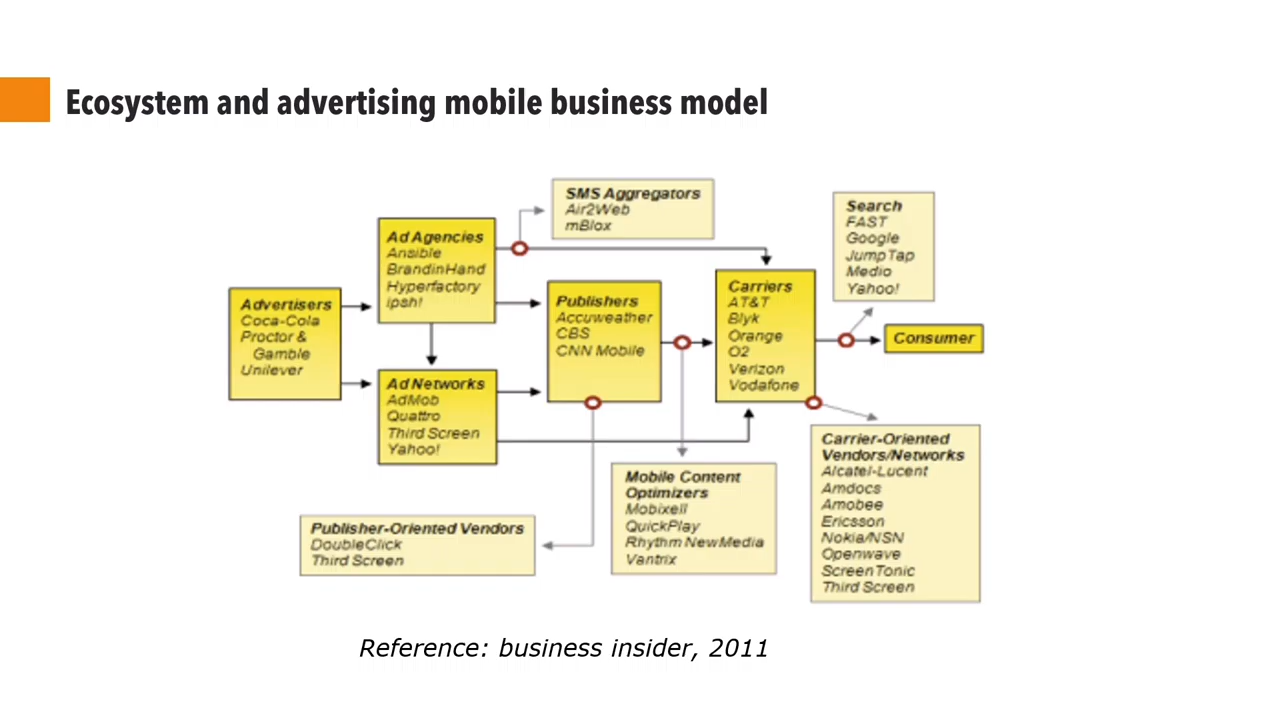 Ecosystem and advertising mobile business model
SMS Aggregators
Air2Web
mBlox
Search
FAST
Google
JumpTap
Medio
Yahoo!
Ad Agencies
Ansible
BrandinHand
Hyperfactory
ipsh!
Advertisers
Coca-Cola
Proctor &
Gamble
Unilever
Publishers
Accuweather
CBS
CNN Mobile
Carriers
AT&T
Blyk
Orange
O2
Verizon
Vodafone
Consumer
Ad Networks
AdMob
Quattro
Third Screen
Yahoo!
Carrier-Oriented
Vendors/Networks
Alcatel-Lucent
Amdocs
Amobee
Ericsson
Nokia/NSN
Openwave
ScreenTonic
Third Screen
Mobile Content
Optimizers
Mobixell
QuickPlay
Rhythm NewMedia
Vantrix
Publisher-Oriented Vendors
DoubleClick
Third Screen
Reference: business insider, 2011